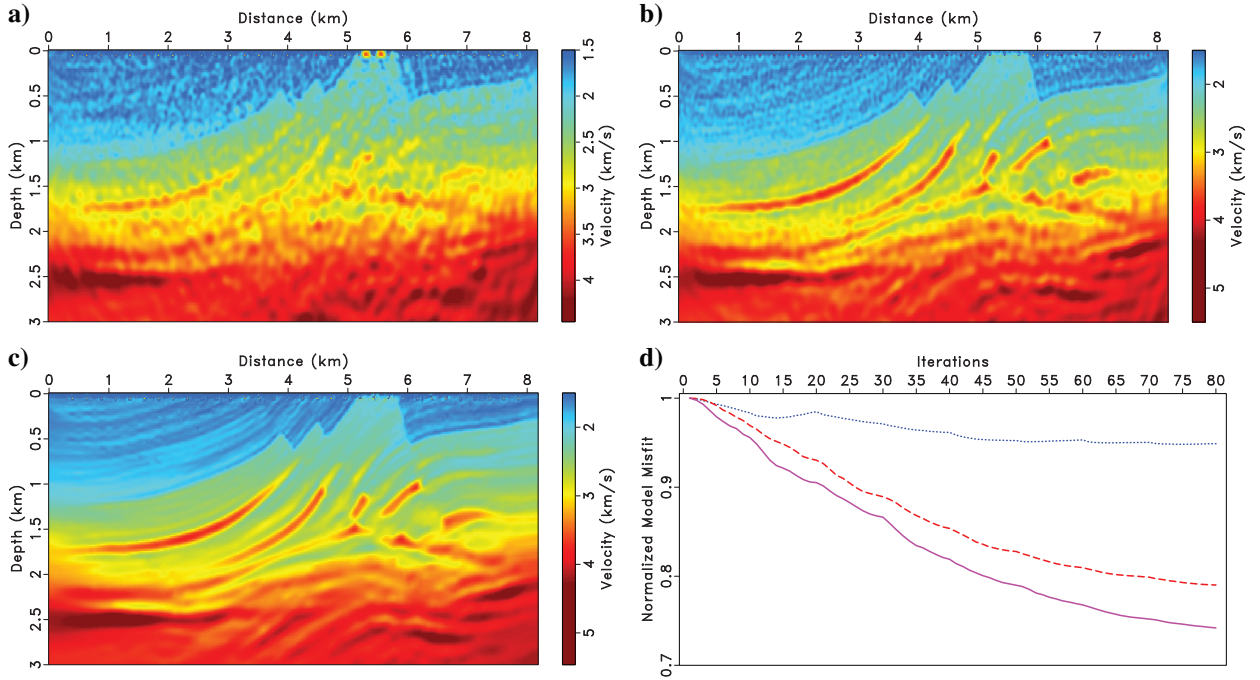 a)
Distance (km)
0 1 2 3 4 5 6 7 8
Depth (km)
0 0.5 1 1.5 2 2.5 3
1.5 2 2.5 3 3.5 4
Velocity (km/s)
b)
Distance (km)
0 1 2 3 4 5 6 7 8
Depth (km)
0 0.5 1 1.5 2 2.5 3
2 3 4 5
Velocity (km/s)
c)
Distance (km)
0 1 2 3 4 5 6 7 8
Depth (km)
0 0.5 1 1.5 2 2.5 3
2 3 4 5
Velocity (km/s)
d)
Iterations
0 5 10 15 20 25 30 35 40 45 50 55 60 65 70 75 80
Normalized Model Misfit
1 0.9 0.8 0.7